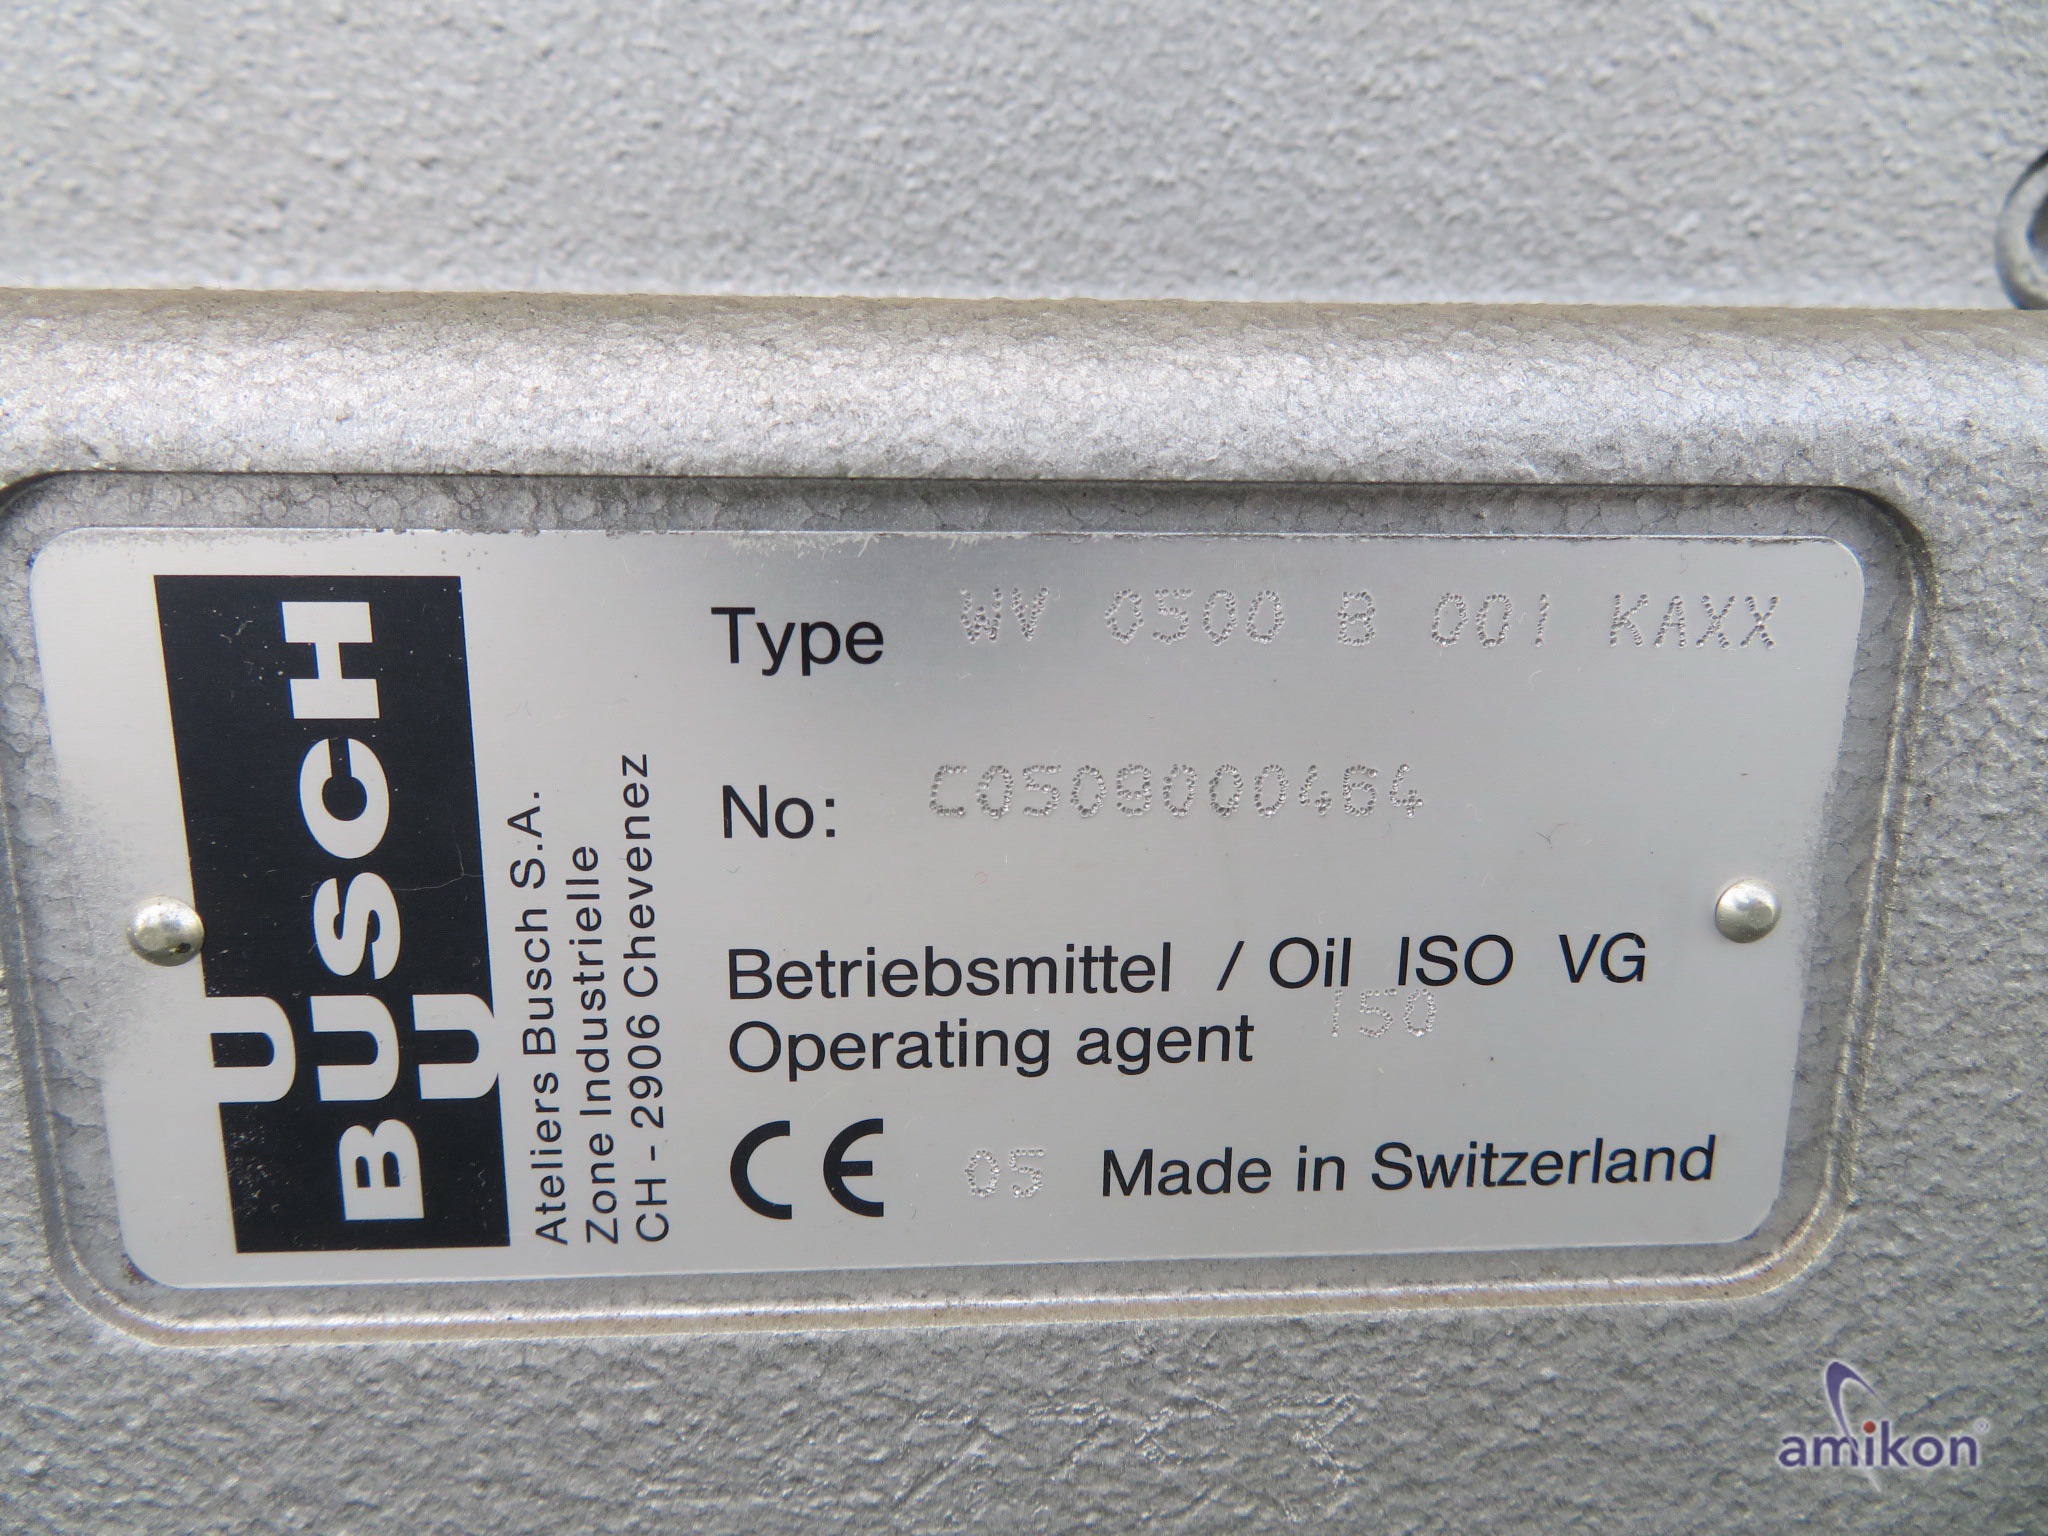 BUSCH
U
U
Ateliers Busch S.A.
Zone Industrielle
CH - 2906 Chevenez
Type WV 0500 B 001 KAXX
No: C0509000464
Betriebsmittel / Oil ISO VG
Operating agent 150
CE 05 Made in Switzerland
amikon